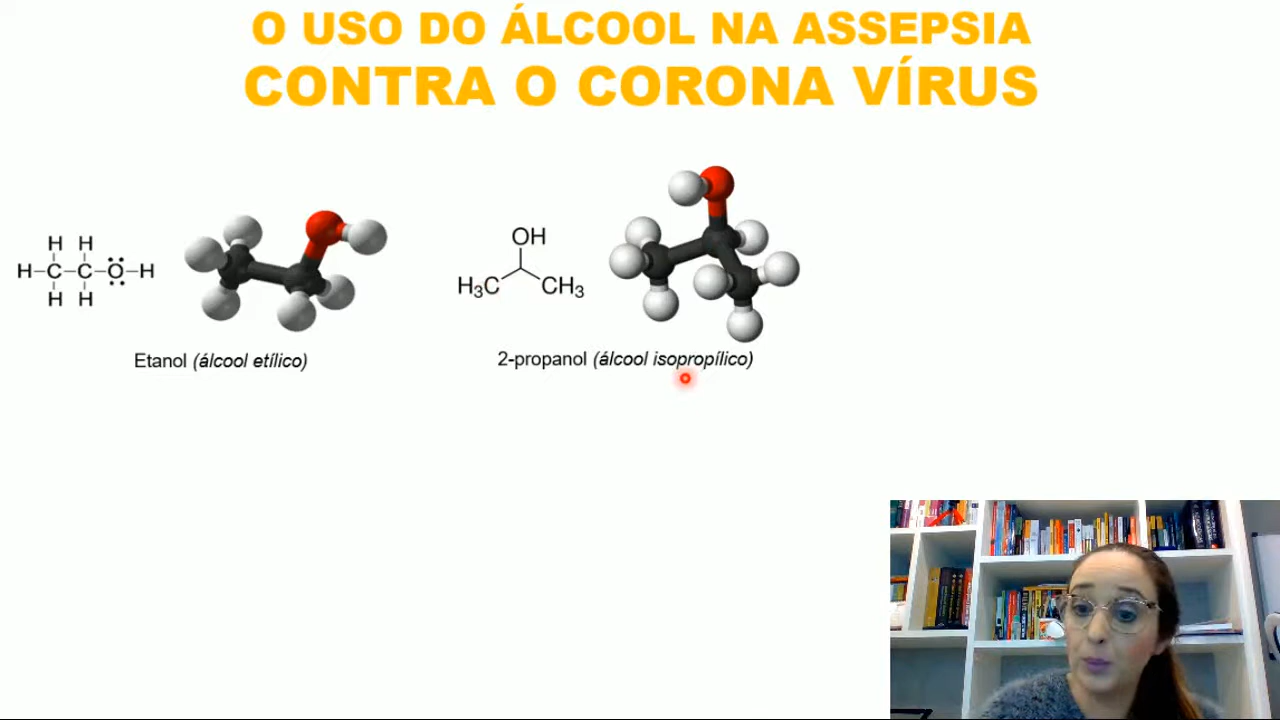 O USO DO ÁLCOOL NA ASSEPSIA
CONTRA O CORONA VÍRUS
H H
H-C-C-O-H
H H
OH
H₃C CH₃
Etanol (álcool etílico)
2-propanol (álcool isopropílico)